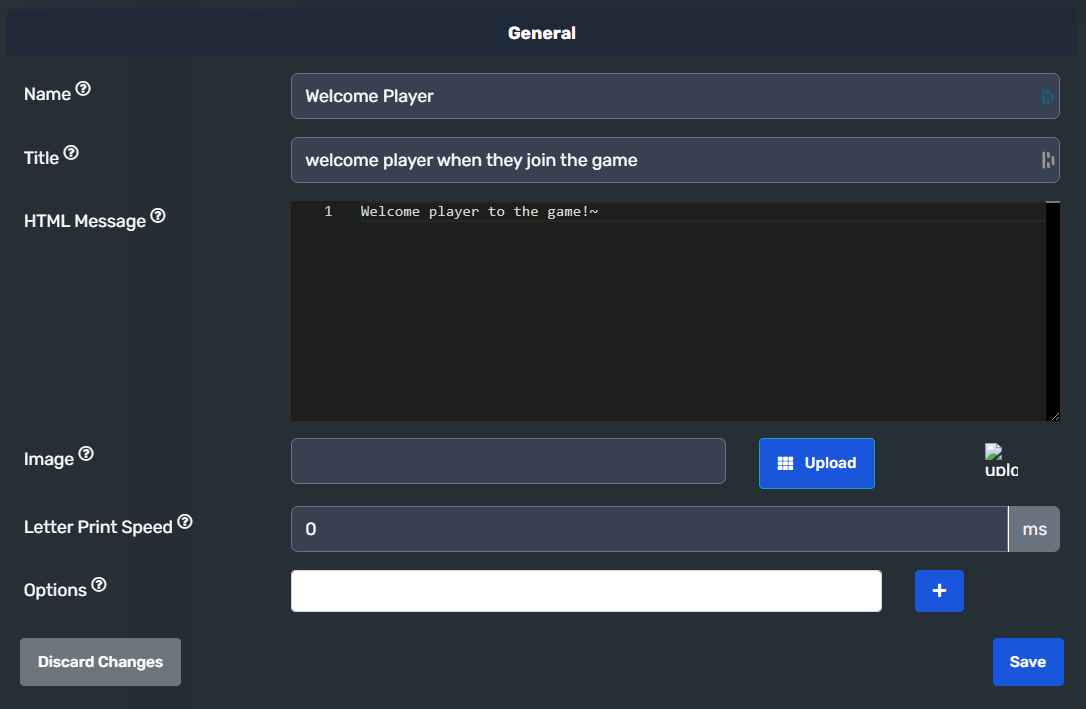 General
Name
Welcome Player
Title
welcome player when they join the game
HTML Message
1 Welcome player to the game!~
Image
Upload
uplo
Letter Print Speed
0 ms
Options
+
Discard Changes
Save